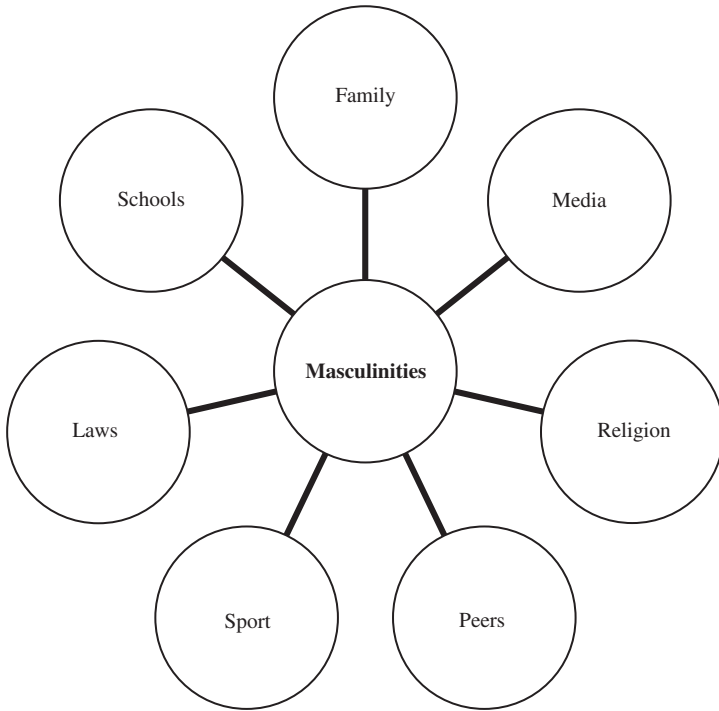 Family
Schools
Media
Masculinities
Laws
Religion
Sport
Peers